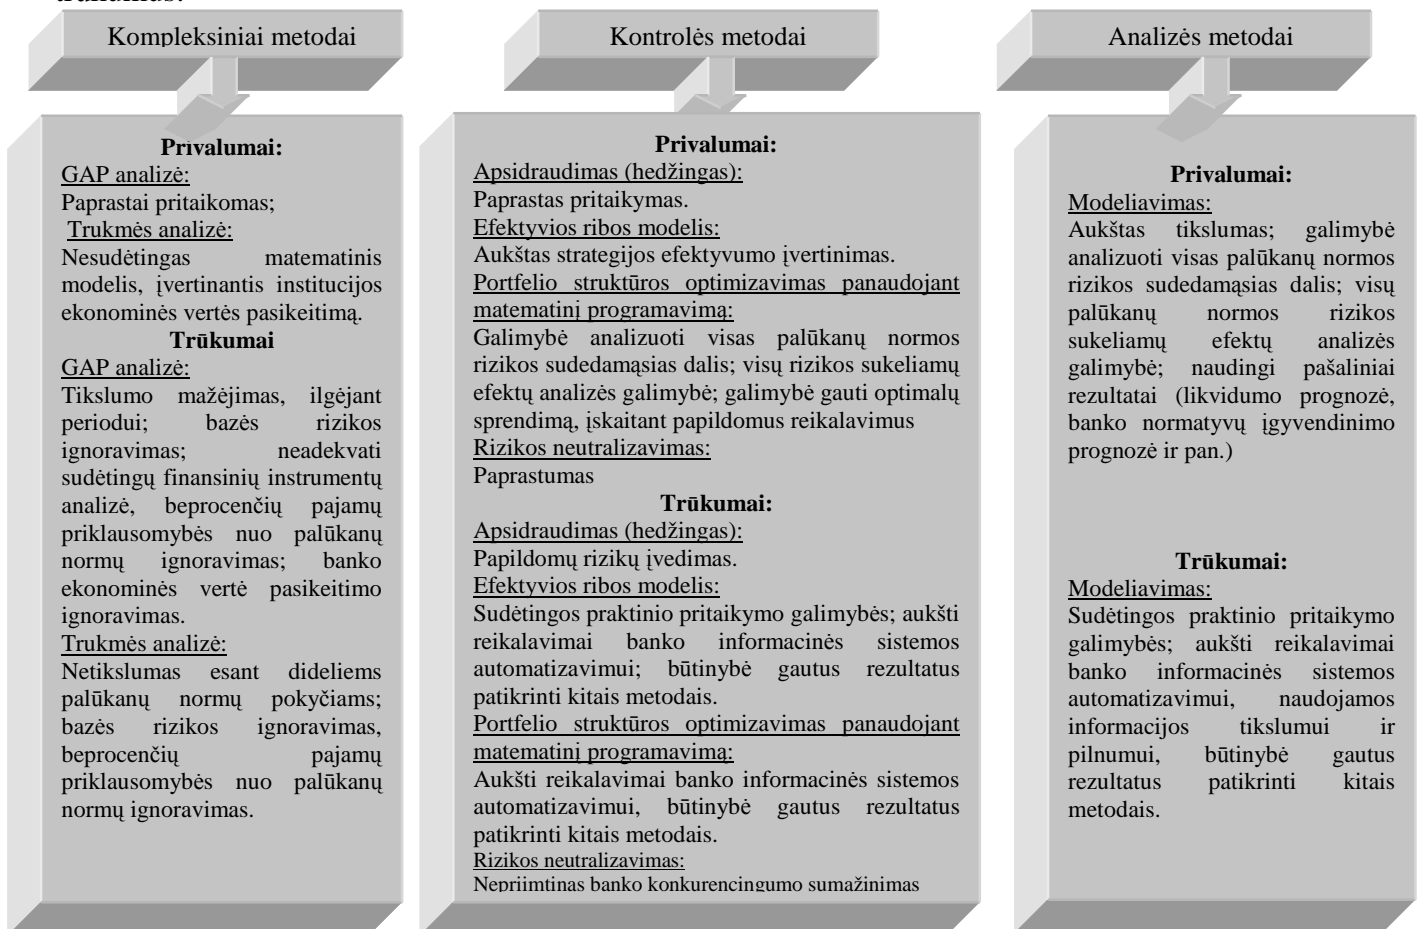 Kompleksiniai metodai
Privalumai:
GAP analizė:
Paprastai pritaikomas;
Trukmės analizė:
Nesudėtingas matematinis
modelis, įvertinantis institucijos
ekonominės vertės pasikeitimą.
Trūkumai
GAP analizė:
Tikslumo mažėjimas, ilgėjant
periodui; bazės rizikos
ignoravimas; neadekvati
sudėtingų finansinių instrumentų
analizė, beprocenčių pajamų
priklausomybės nuo palūkanų
normų ignoravimas; banko
ekonominės vertė pasikeitimo
ignoravimas.
Trukmės analizė:
Netikslumas esant dideliems
palūkanų normų pokyčiams;
bazės rizikos ignoravimas,
beprocenčių pajamų
priklausomybės nuo palūkanų
normų ignoravimas.
Kontrolės metodai
Privalumai:
Apsidraudimas (hedžingas):
Paprastas pritaikymas.
Efektyvios ribos modelis:
Aukštas strategijos efektyvumo įvertinimas.
Portfelio struktūros optimizavimas panaudojant
matematinį programavimą:
Galimybė analizuoti visas palūkanų normos
rizikos sudedamąsias dalis; visų rizikos sukeliamų
efektų analizės galimybė; galimybė gauti optimalų
sprendimą, įskaitant papildomus reikalavimus
Rizikos neutralizavimas:
Paprastumas
Trūkumai:
Apsidraudimas (hedžingas):
Papildomų rizikų įvedimas.
Efektyvios ribos modelis:
Sudėtingos praktinio pritaikymo galimybės; aukšti
reikalavimai banko informacinės sistemos
automatizavimui; būtinybė gautus rezultatus
patikrinti kitais metodais.
Portfelio struktūros optimizavimas panaudojant
matematinį programavimą:
Aukšti reikalavimai banko informacinės sistemos
automatizavimui, būtinybė gautus rezultatus
patikrinti kitais metodais.
Rizikos neutralizavimas:
Nepriimtinas banko konkurencingumo sumažinimas
Analizės metodai
Privalumai:
Modeliavimas:
Aukštas tikslumas; galimybė
analizuoti visas palūkanų normos
rizikos sudedamąsias dalis; visų
palūkanų normos rizikos
sukeliamų efektų analizės
galimybė; naudingi pašaliniai
rezultatai (likvidumo prognozė,
banko normatyvų įgyvendinimo
prognozė ir pan.)
Trūkumai:
Modeliavimas:
Sudėtingos praktinio pritaikymo
galimybės; aukšti reikalavimai
banko informacinės sistemos
automatizavimui, naudojamos
informacijos tikslumui ir
pilnumui, būtinybė gautus
rezultatus patikrinti kitais
metodais.